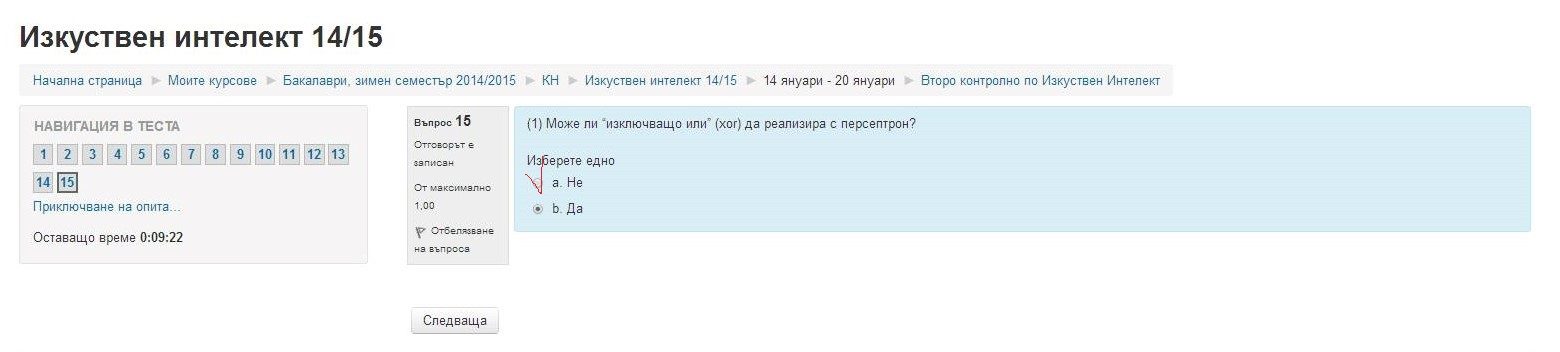 Изкуствен интелект 14/15
Начална страница ► Моите курсове ► Бакалаври, зимен семестър 2014/2015 ► КН ► Изкуствен интелект 14/15 ► 14 януари - 20 януари ► Второ контролно по Изкуствен Интелект
НАВИГАЦИЯ В ТЕСТА
1 2 3 4 5 6 7 8 9 10 11 12 13
14 15
Приключване на опита...
Оставащо време 0:09:22
Въпрос 15
Отговорът е
записан
От максимално
1,00
Отбелязване
на въпроса
(1) Може ли “изключващо или” (xor) да реализира с персептрон?
Изберете едно
a. Не
b. Да
Следваща